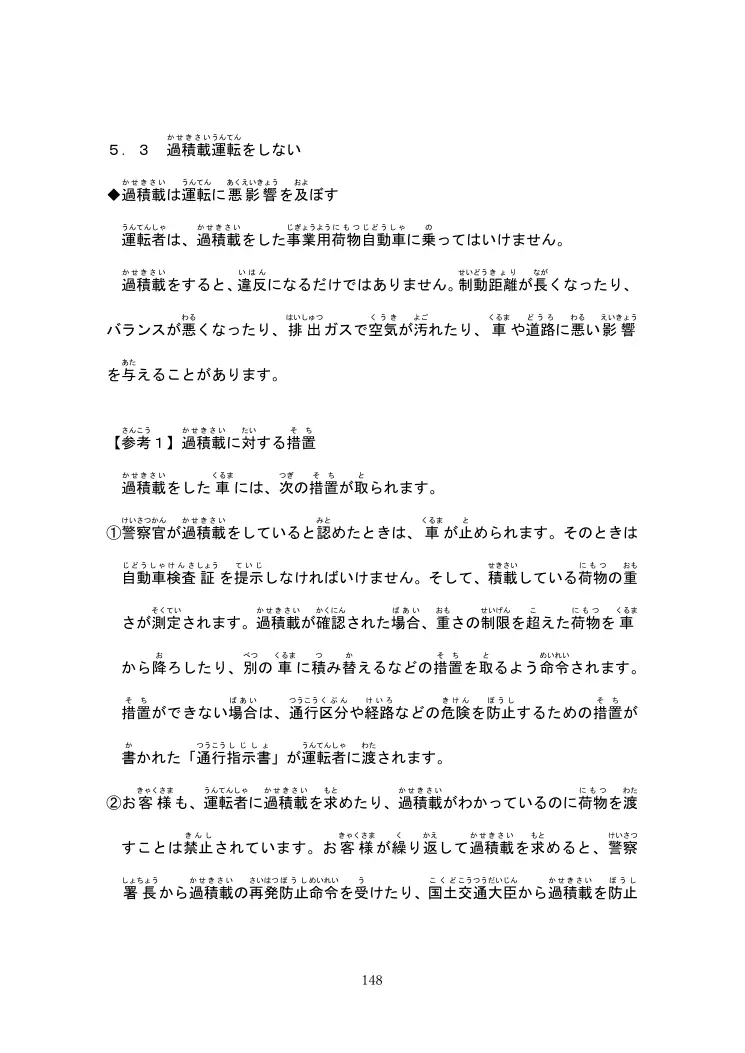 ５．３　過積載運転をしない
◆過積載は運転に悪影響を及ぼす
運転者は、過積載をした事業用荷物自動車に乗ってはいけません。
過積載をすると、違反になるだけではありません。制動距離が長くなったり、
バランスが悪くなったり、排出ガスで空気が汚れたり、車や道路に悪い影響
を与えることがあります。
【参考１】過積載に対する措置
過積載をした車には、次の措置が取られます。
①警察官が過積載をしていると認めたときは、車が止められます。そのときは
自動車検査証を提示しなければいけません。そして、積載している荷物の重
さが測定されます。過積載が確認された場合、重さの制限を超えた荷物を車
から降ろしたり、別の車に積み替えるなどの措置を取るよう命令されます。
措置ができない場合は、通行区分や経路などの危険を防止するための措置が
書かれた「通行指示書」が運転者に渡されます。
②お客様も、運転者に過積載を求めたり、過積載がわかっているのに荷物を渡
すことは禁止されています。お客様が繰り返して過積載を求めると、警察
署長から過積載の再発防止命令を受けたり、国土交通大臣から過積載を防止
148